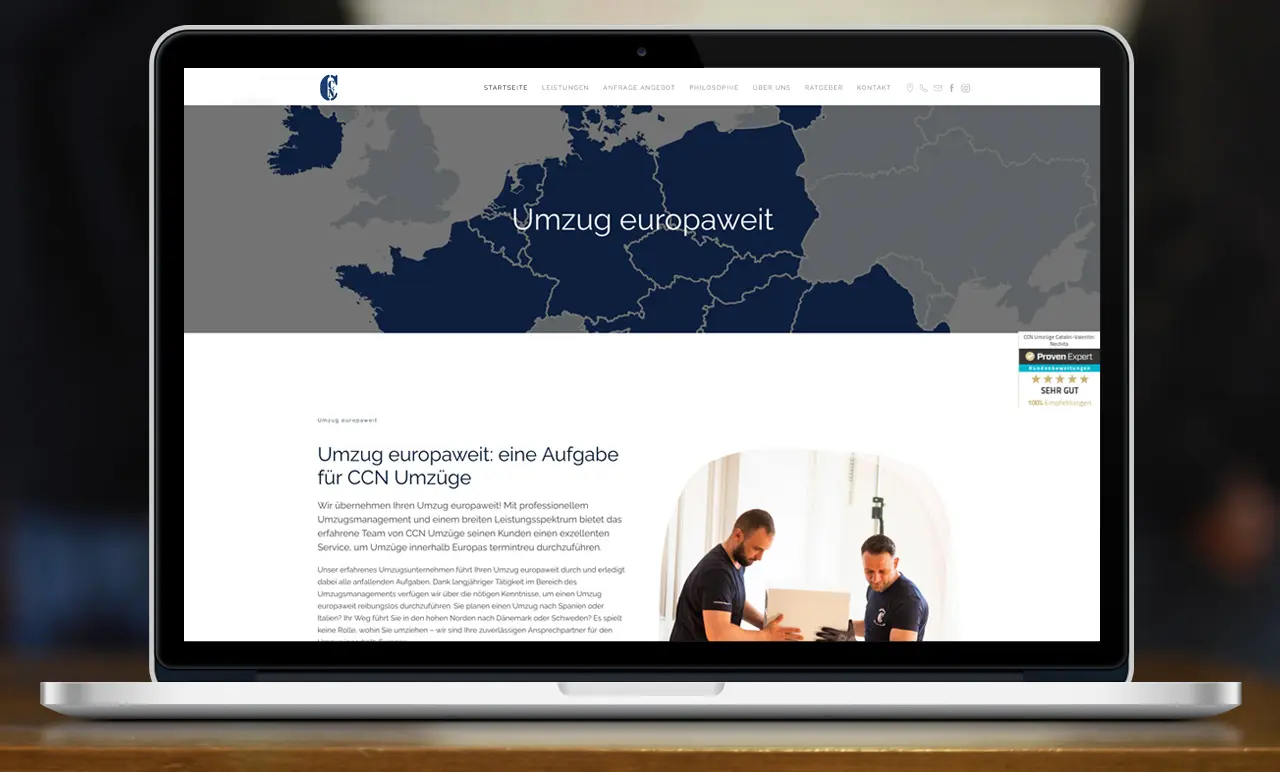 STARTSEITE LEISTUNGEN ANFRAGE ANGEBOT PHILOSOPHIE ÜBER UNS RATGEBER KONTAKT
Umzug europaweit
CCN Umzüge Catalin-Valentin
Nechita
Proven Expert
Kundenbewertungen
SEHR GUT
100% Empfehlungen
Umzug europaweit
Umzug europaweit: eine Aufgabe
für CCN Umzüge
Wir übernehmen Ihren Umzug europaweit! Mit professionellem
Umzugsmanagement und einem breiten Leistungsspektrum bietet das
erfahrene Team von CCN Umzüge seinen Kunden einen exzellenten
Service, um Umzüge innerhalb Europas termintreu durchzuführen.
Unser erfahrenes Umzugsunternehmen führt Ihren Umzug europaweit durch und erledigt
dabei alle anfallenden Aufgaben. Dank langjähriger Tätigkeit im Bereich des
Umzugsmanagements verfügen wir über die nötigen Kenntnisse, um einen Umzug
europaweit reibungslos durchzuführen. Sie planen einen Umzug nach Spanien oder
Italien? Ihr Weg führt Sie in den hohen Norden nach Dänemark oder Schweden? Es spielt
keine Rolle, wohin Sie umziehen – wir sind Ihre zuverlässigen Ansprechpartner für den